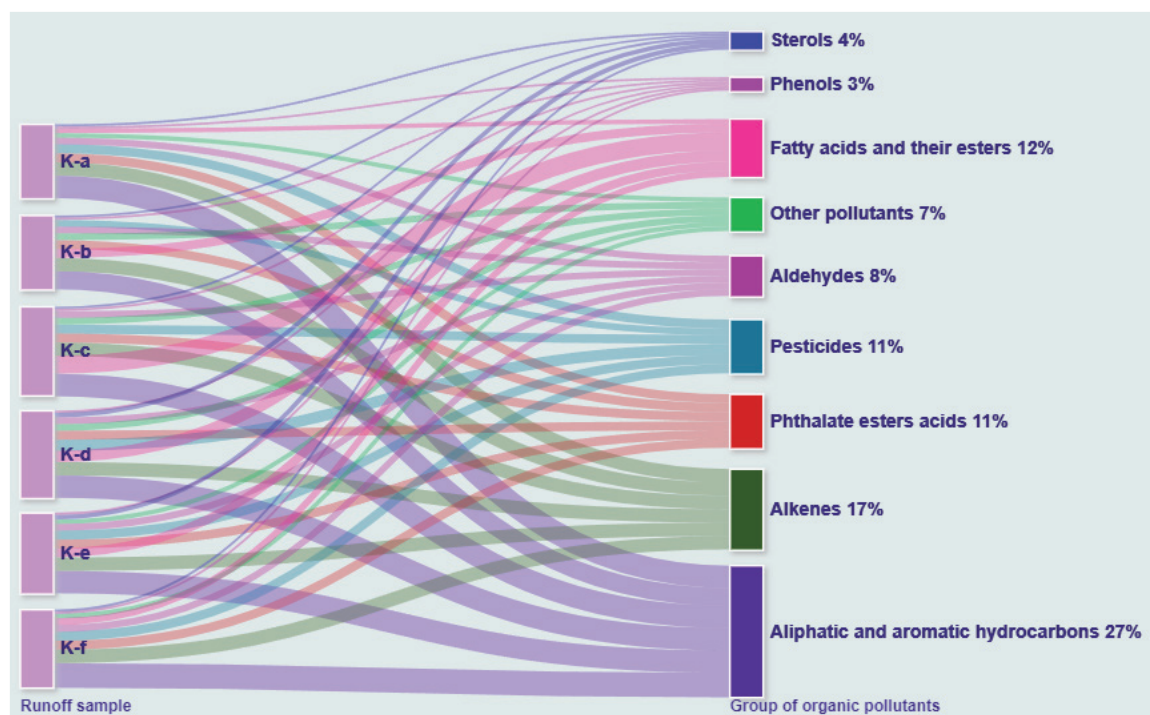 Sterols 4%
Phenols 3%
K-a
Fatty acids and their esters 12%
Other pollutants 7%
K-b
Aldehydes 8%
K-c
Pesticides 11%
Phthalate esters acids 11%
K-d
Alkenes 17%
K-e
Aliphatic and aromatic hydrocarbons 27%
K-f
Runoff sample
Group of organic pollutants